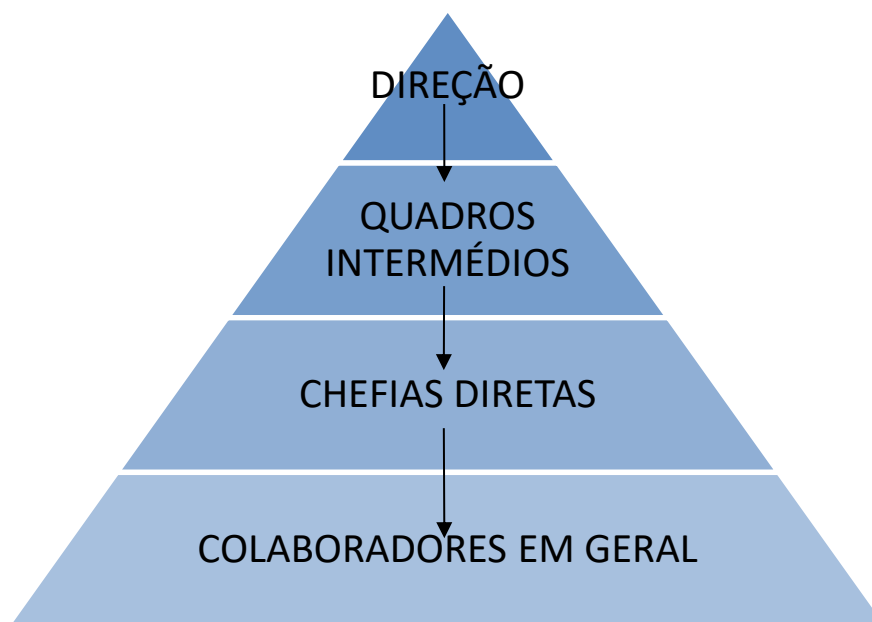 DIREÇÃO
QUADROS
INTERMÉDIOS
CHEFIAS DIRETAS
COLABORADORES EM GERAL